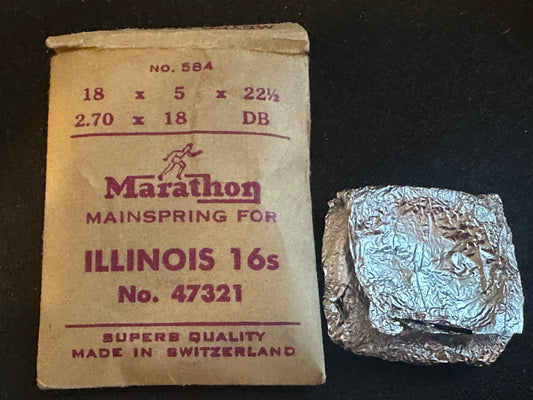 No. 584
18 x 5 x 22½
2.70 x 18 DB
Marathon
MAINSPRING FOR
ILLINOIS 16s
No. 47321
SUPERB QUALITY
MADE IN SWITZERLAND